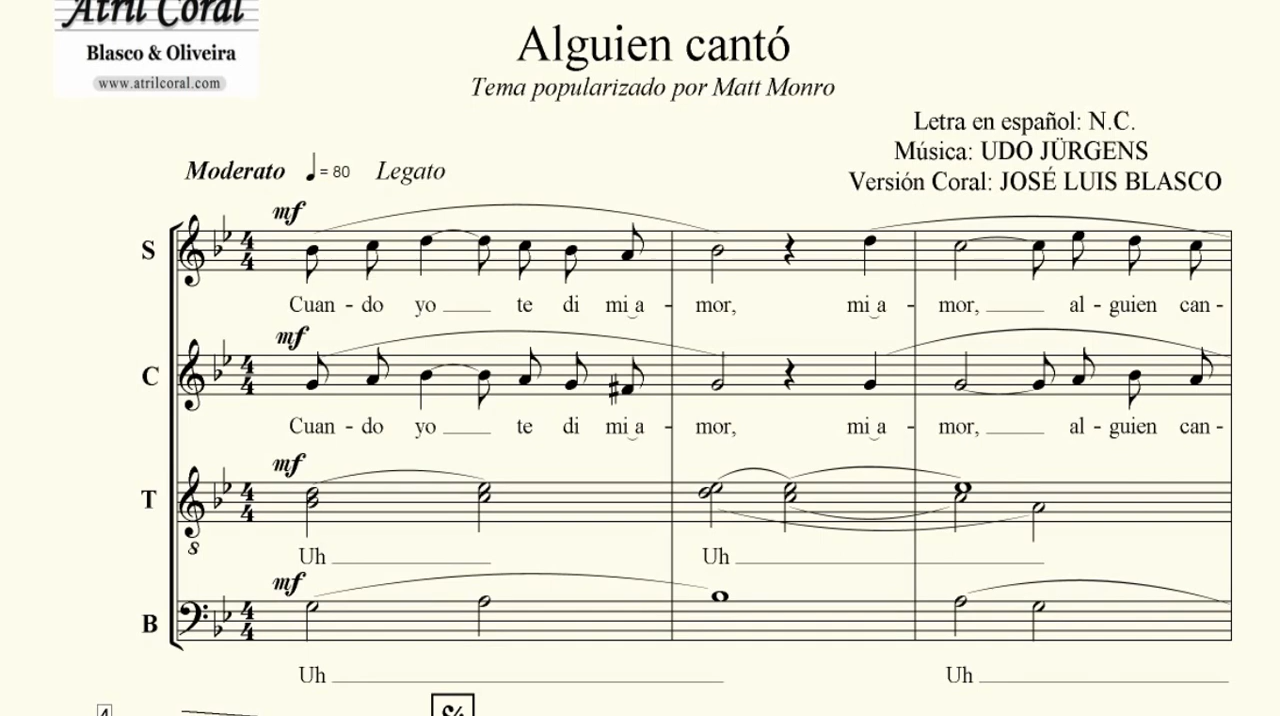 Atril Coral
Blasco & Oliveira
www.atrilcoral.com
Alguien cantó
Tema popularizado por Matt Monro
Letra en español: N.C.
Música: UDO JÜRGENS
Versión Coral: JOSÉ LUIS BLASCO
Moderato ♩= 80 Legato
mf
S
Cuan - do yo te di mi‿a - mor, mi‿a - mor, al - guien can -
mf
C
Cuan - do yo te di mi‿a - mor, mi‿a - mor, al - guien can -
mf
T
8
Uh Uh
mf
B
Uh Uh
4